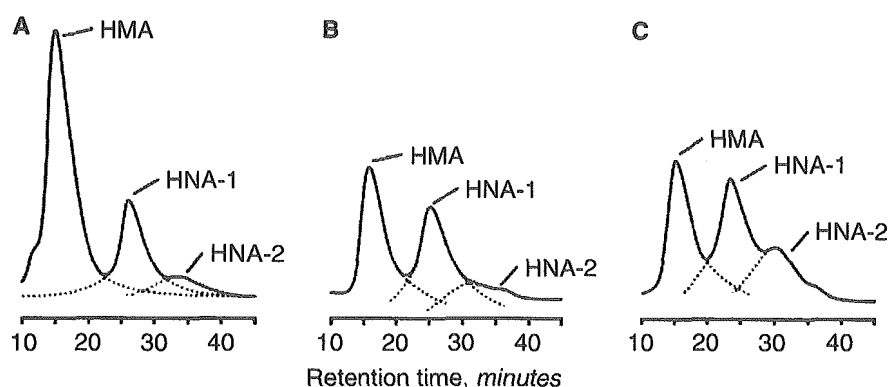 A
HMA
HNA-1
HNA-2
10 20 30 40
B
HMA
HNA-1
HNA-2
10 20 30 40
C
HMA
HNA-1
HNA-2
10 20 30 40
Retention time, minutes